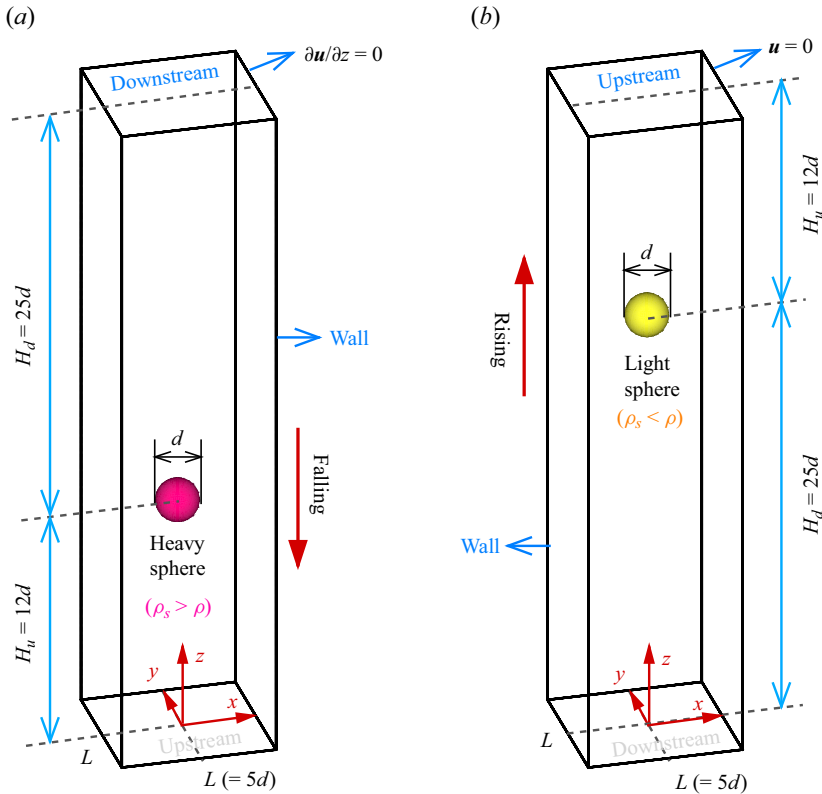 (a)
Downstream
∂u/∂z = 0
H_d = 25d
Wall
d
Falling
Heavy
sphere
(ρ_s > ρ)
H_u = 12d
z
y
x
Upstream
L
L (= 5d)
(b)
u = 0
Upstream
H_u = 12d
d
Rising
Light
sphere
(ρ_s < ρ)
H_d = 25d
Wall
z
y
x
L
Downstream
L (= 5d)